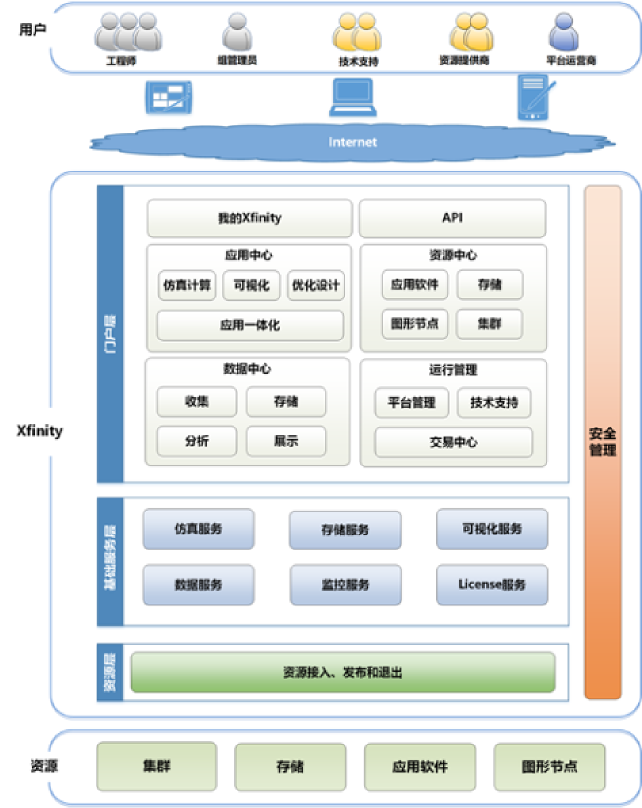 用户
工程师
组管理员
技术支持
资源提供商
平台运营商
Internet
Xfinity
门户层
我的Xfinity
API
应用中心
仿真计算
可视化
优化设计
应用一体化
资源中心
应用软件
存储
图形节点
集群
数据中心
收集
存储
分析
展示
运行管理
平台管理
技术支持
交易中心
基础服务层
仿真服务
存储服务
可视化服务
数据服务
监控服务
License服务
资源层
资源接入、发布和退出
安全
管理
资源
集群
存储
应用软件
图形节点